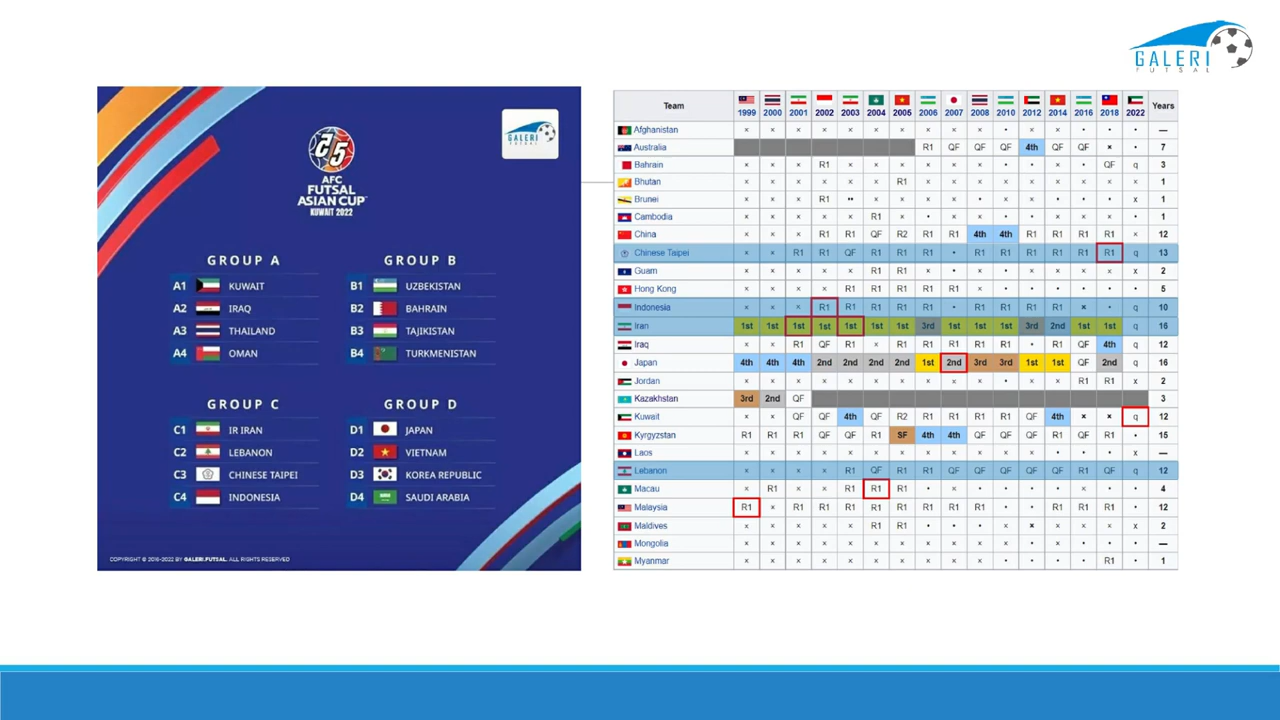 GALERI
FUTSAL
GALERI
FUTSAL
AFC
FUTSAL
ASIAN CUP
KUWAIT 2022
GROUP A
A1 KUWAIT
A2 IRAQ
A3 THAILAND
A4 OMAN
GROUP B
B1 UZBEKISTAN
B2 BAHRAIN
B3 TAJIKISTAN
B4 TURKMENISTAN
GROUP C
C1 IR IRAN
C2 LEBANON
C3 CHINESE TAIPEI
C4 INDONESIA
GROUP D
D1 JAPAN
D2 VIETNAM
D3 KOREA REPUBLIC
D4 SAUDI ARABIA
COPYRIGHT © 2016-2022 BY GALERI.FUTSAL. ALL RIGHTS RESERVED
Team 1999 2000 2001 2002 2003 2004 2005 2006 2007 2008 2010 2012 2014 2016 2018 2022 Years
Afghanistan × × × × × × × × × × • × × • • • —
Australia R1 QF QF QF 4th QF QF × • 7
Bahrain × × × R1 × × × × × × × × × × QF q 3
Bhutan × × × × × × R1 × × × × × × × × × 1
Brunei × × × R1 •• × × × × × × × × • • x 1
Cambodia × × × × × R1 × • × × • × × × × × 1
China × × × R1 R1 QF R2 R1 R1 4th 4th R1 R1 R1 R1 × 12
Chinese Taipei × × R1 R1 QF R1 R1 R1 • R1 R1 R1 R1 R1 R1 q 13
Guam × × × × × R1 R1 × • × × • × × × x 2
Hong Kong × × × R1 R1 R1 R1 R1 R1 × • • • • • • 5
Indonesia × × × R1 R1 R1 R1 R1 • R1 R1 R1 R1 × • q 10
Iran 1st 1st 1st 1st 1st 1st 1st 3rd 1st 1st 1st 3rd 2nd 1st 1st q 16
Iraq × × R1 QF R1 × R1 R1 R1 R1 R1 • R1 QF 4th q 12
Japan 4th 4th 4th 2nd 2nd 2nd 2nd 1st 2nd 3rd 3rd 1st 1st QF 2nd q 16
Jordan × × × × × × × × × × • × × R1 R1 x 2
Kazakhstan 3rd 2nd QF 3
Kuwait × × QF QF 4th QF R2 R1 R1 R1 R1 QF 4th × × q 12
Kyrgyzstan R1 R1 R1 QF QF R1 SF 4th 4th QF QF QF QF R1 QF • 15
Laos × × × × × × × × × × × × • • × x —
Lebanon × × × × R1 QF R1 R1 QF QF QF QF QF R1 QF q 12
Macau × R1 × × R1 R1 R1 • × • • • • × • • 4
Malaysia R1 × R1 R1 R1 R1 R1 R1 R1 R1 × × R1 R1 R1 • 12
Maldives × × × × × R1 R1 • • • × × × × • x 2
Mongolia × × × × × × × × × × × • × • • • —
Myanmar × × × × × × × × × × • • × • R1 • 1